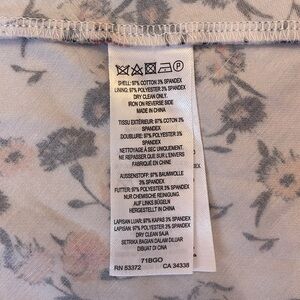 SHELL: 97% COTTON 3% SPANDEX
LINING: 97% POLYESTER 3% SPANDEX
DRY CLEAN ONLY
IRON ON REVERSE SIDE
MADE IN CHINA
TISSU EXTÉRIEUR: 97% COTON 3%
SPANDEX
DOUBLURE: 97% POLYESTER 3%
SPANDEX
NETTOYAGE À SEC UNIQUEMENT.
NE REPASSER QUE SUR L'ENVERS
FABRIQUÉ EN CHINE
AUSSENSTOFF: 97% BAUMWOLLE
3% SPANDEX
FUTTER: 97% POLYESTER 3% SPANDEX
NUR CHEMISCHE REINIGUNG.
AUF LINKS BÜGELN
HERGESTELLT IN CHINA
LAPISAN LUAR: 97% KAPAS 3% SPANDEX
LAPISAN: 97% POLYESTER 3% SPANDEX
DRY CLEAN SAJA
SETRIKA BAGIAN DALAM DILUAR
DIBUAT DI CINA
71BGO
RN 53372 CA 34338